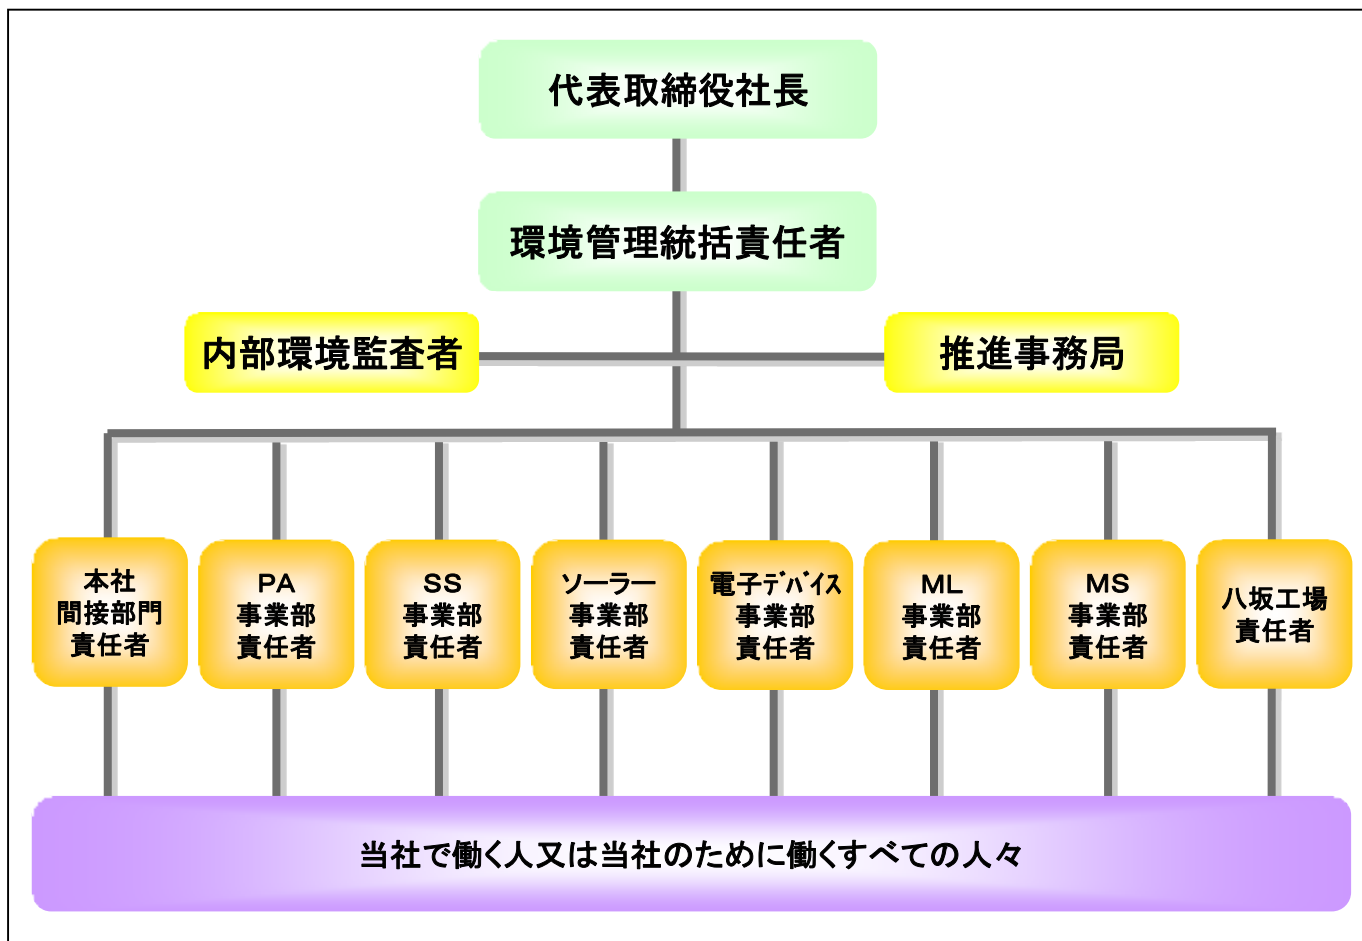 代表取締役社長
環境管理統括責任者
内部環境監査者
推進事務局
本社
間接部門
責任者
PA
事業部
責任者
SS
事業部
責任者
ソーラー
事業部
責任者
電子ﾃﾞﾊﾞｲｽ
事業部
責任者
ML
事業部
責任者
MS
事業部
責任者
八坂工場
責任者
当社で働く人又は当社のために働くすべての人々